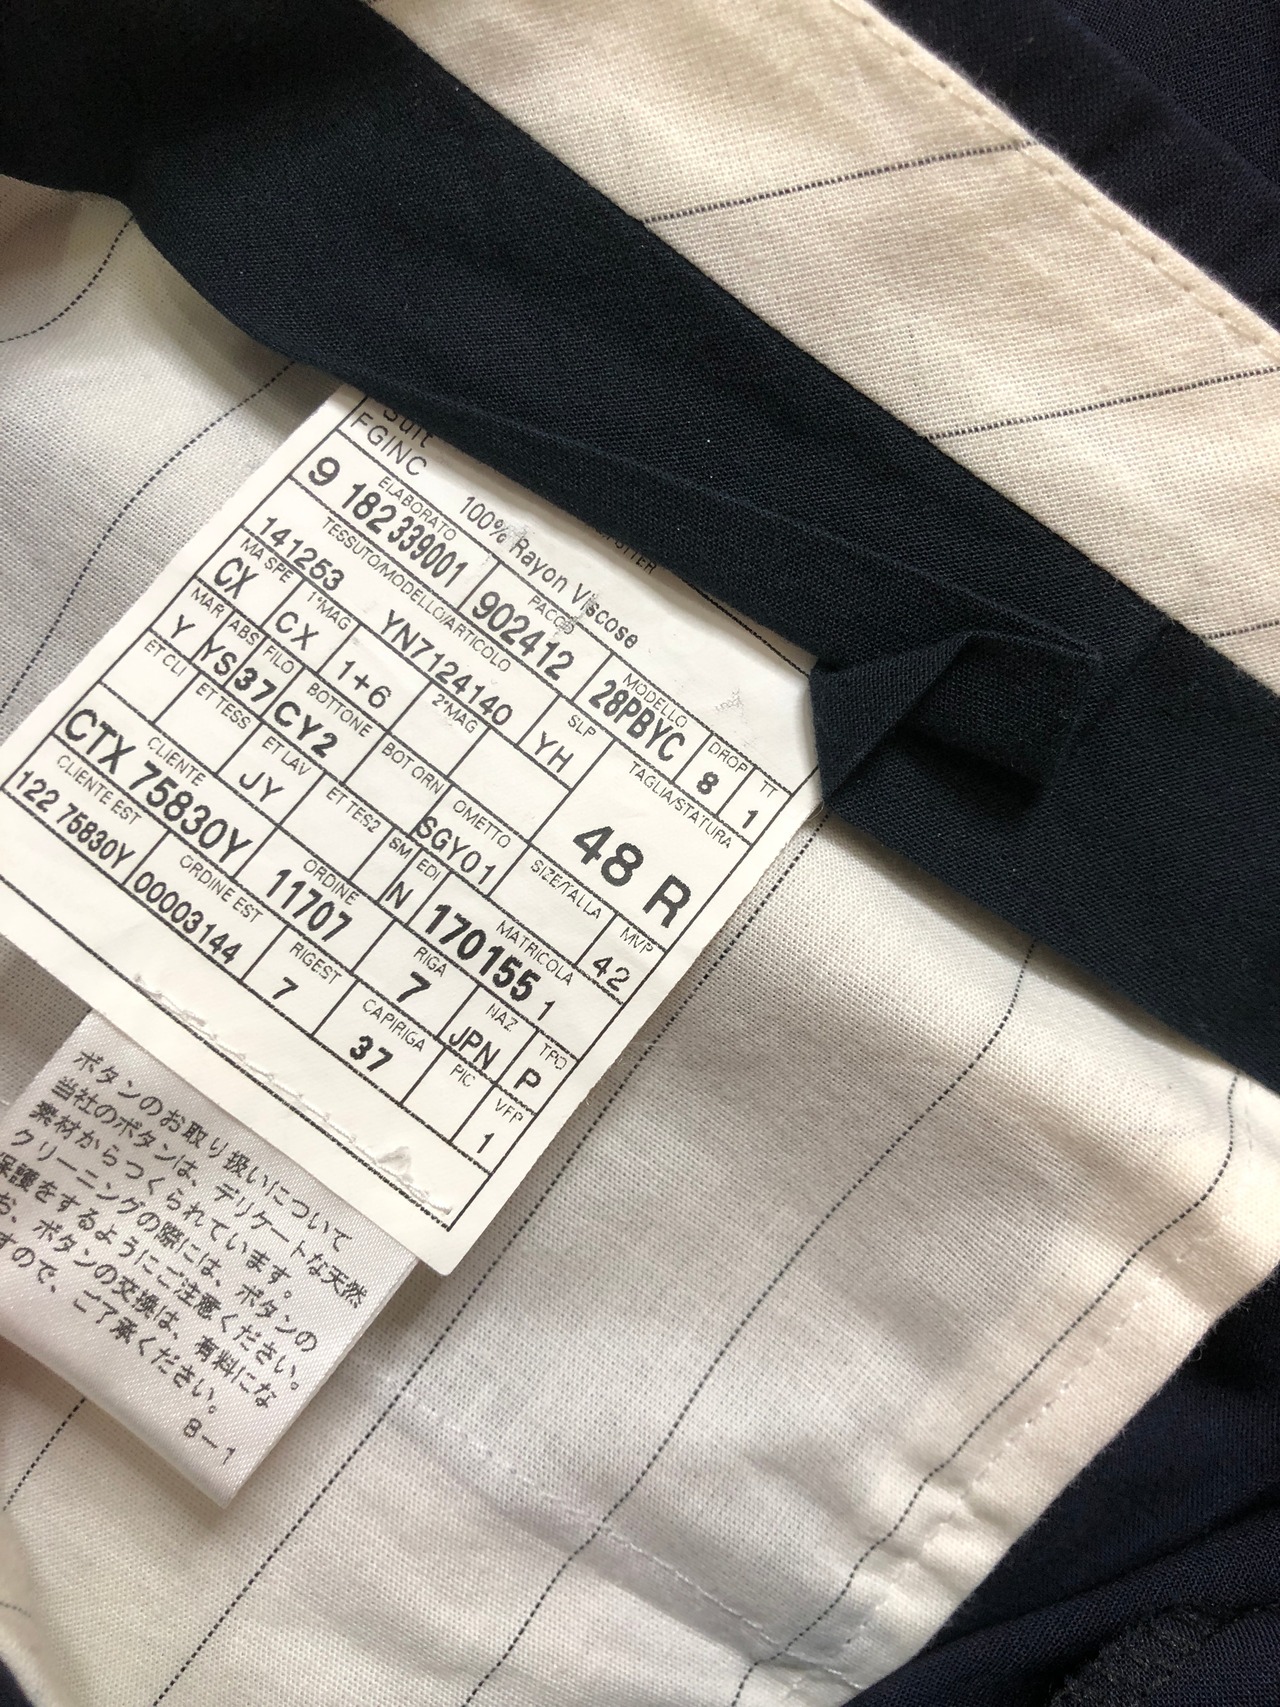 Suit
FGINC
100% Rayon Viscose
ELABORATO PACCO MODELLO DROP TT
9 182339001 902412 28PBYC 8 1
TESSUTO/MODELLO/ARTICOLO SLP TAGLIA/STATURA
141253 YN7124140 YH 48 R
MA SPE 1°MAG 2°MAG
CX CX 1+6
MAR ABS FILO BOTTONE BOT ORN OMETTO SIZE/TALLA MVP
Y YS 37 CY2 SGY01 42
ET CLI ET TESS ET LAV ET TES2 SM EDI MATRICOLA
JY N 170155 1
CLIENTE ORDINE RIGA NAZ TPO
CTX 75830Y 11707 7 JPN P
CLIENTE EST ORDINE EST RIGEST CAPIRIGA PIC VFP
122 75830Y 00003144 7 37 1
ボタンのお取り扱いについて
当社のボタンは、デリケートな天然
素材からつくられています。
クリーニングの際には、ボタンの
保護をするようにご注意ください。
お、ボタンの交換は、有料にな
すので、ご了承ください。
8-1